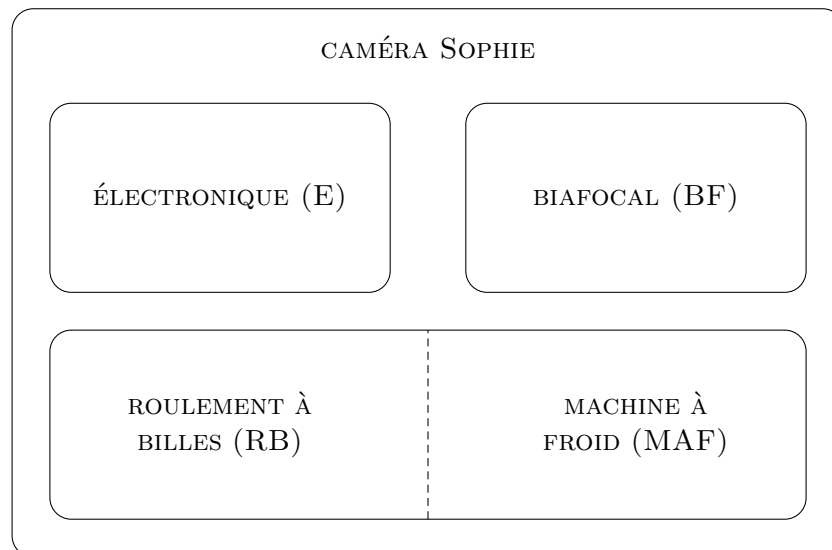 CAMÉRA SOPHIE
ÉLECTRONIQUE (E)
BIAFOCAL (BF)
ROULEMENT À
BILLES (RB)
MACHINE À
FROID (MAF)